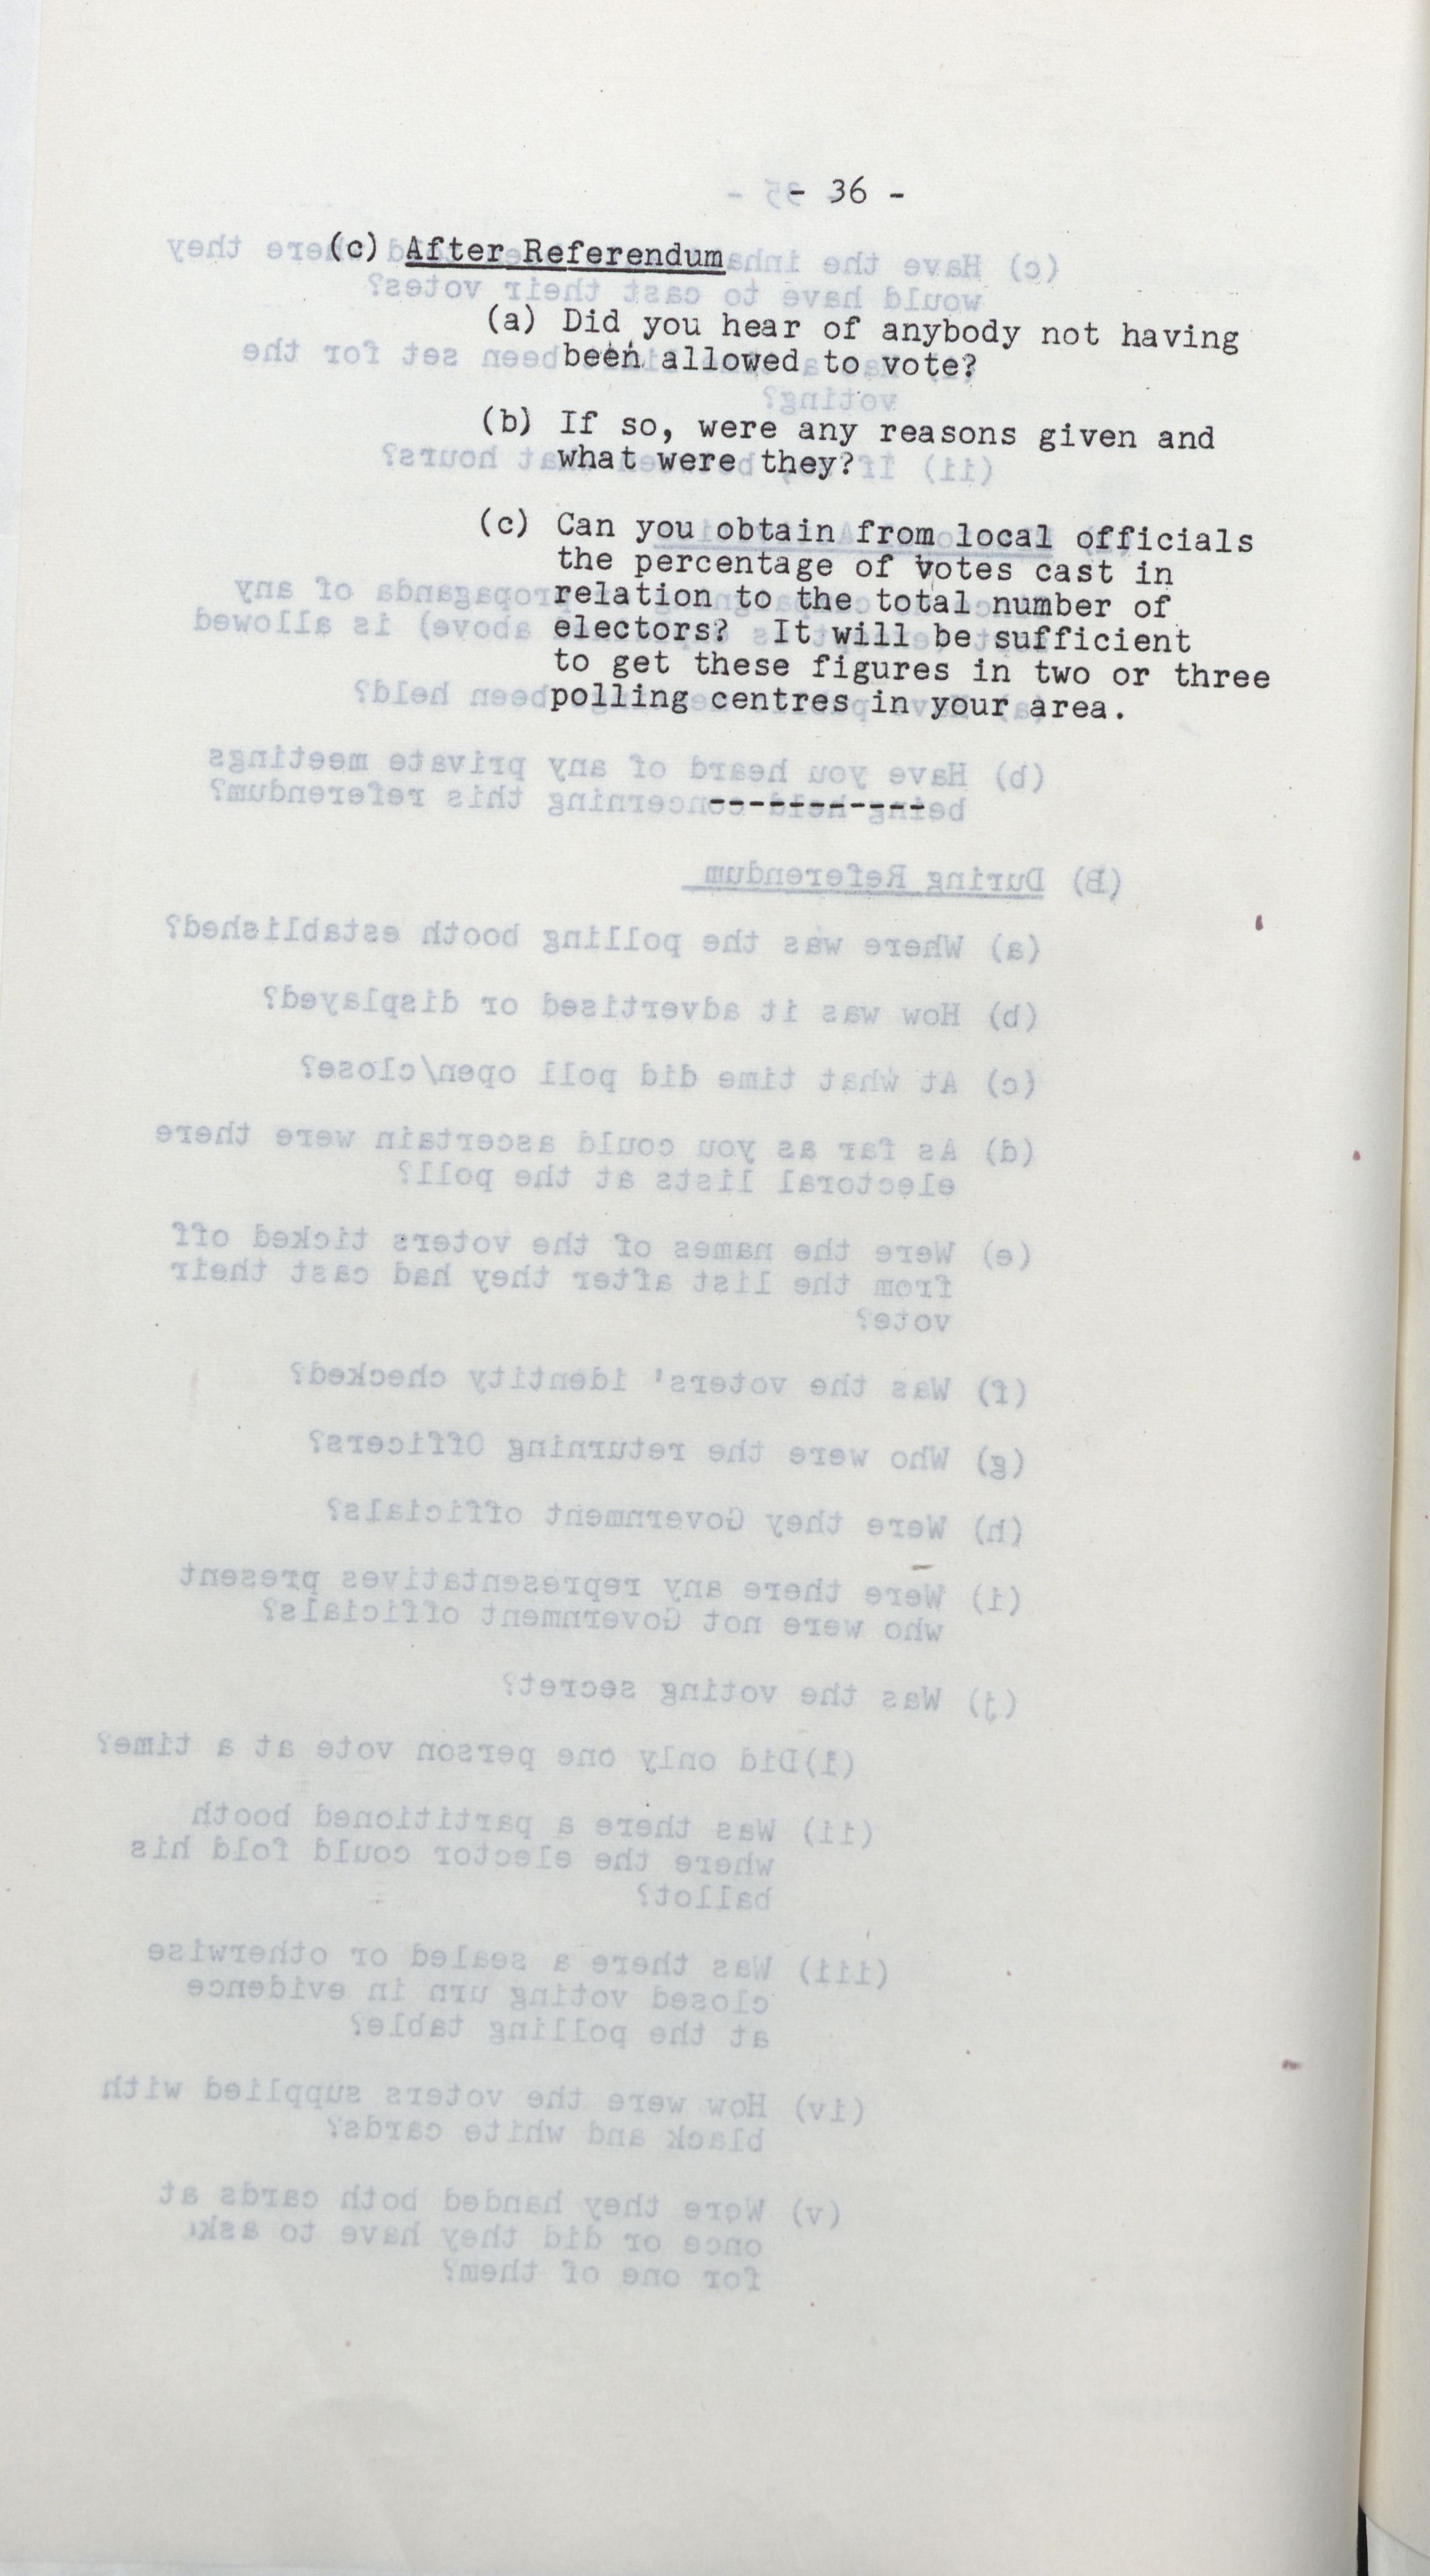 - 36 -
(c) After Referendum
(a) Did you hear of anybody not having
been allowed to vote?
(b) If so, were any reasons given and
what were they?
(c) Can you obtain from local officials
the percentage of votes cast in
relation to the total number of
electors? It will be sufficient
to get these figures in two or three
polling centres in your area.
-----------